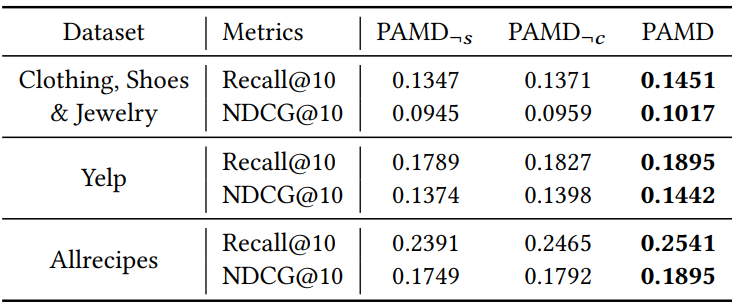 Dataset Metrics PAMD¬s PAMD¬c PAMD
Clothing, Shoes Recall@10 0.1347 0.1371 0.1451
& Jewelry NDCG@10 0.0945 0.0959 0.1017
Yelp
Recall@10 0.1789 0.1827 0.1895
NDCG@10 0.1374 0.1398 0.1442
Allrecipes
Recall@10 0.2391 0.2465 0.2541
NDCG@10 0.1749 0.1792 0.1895